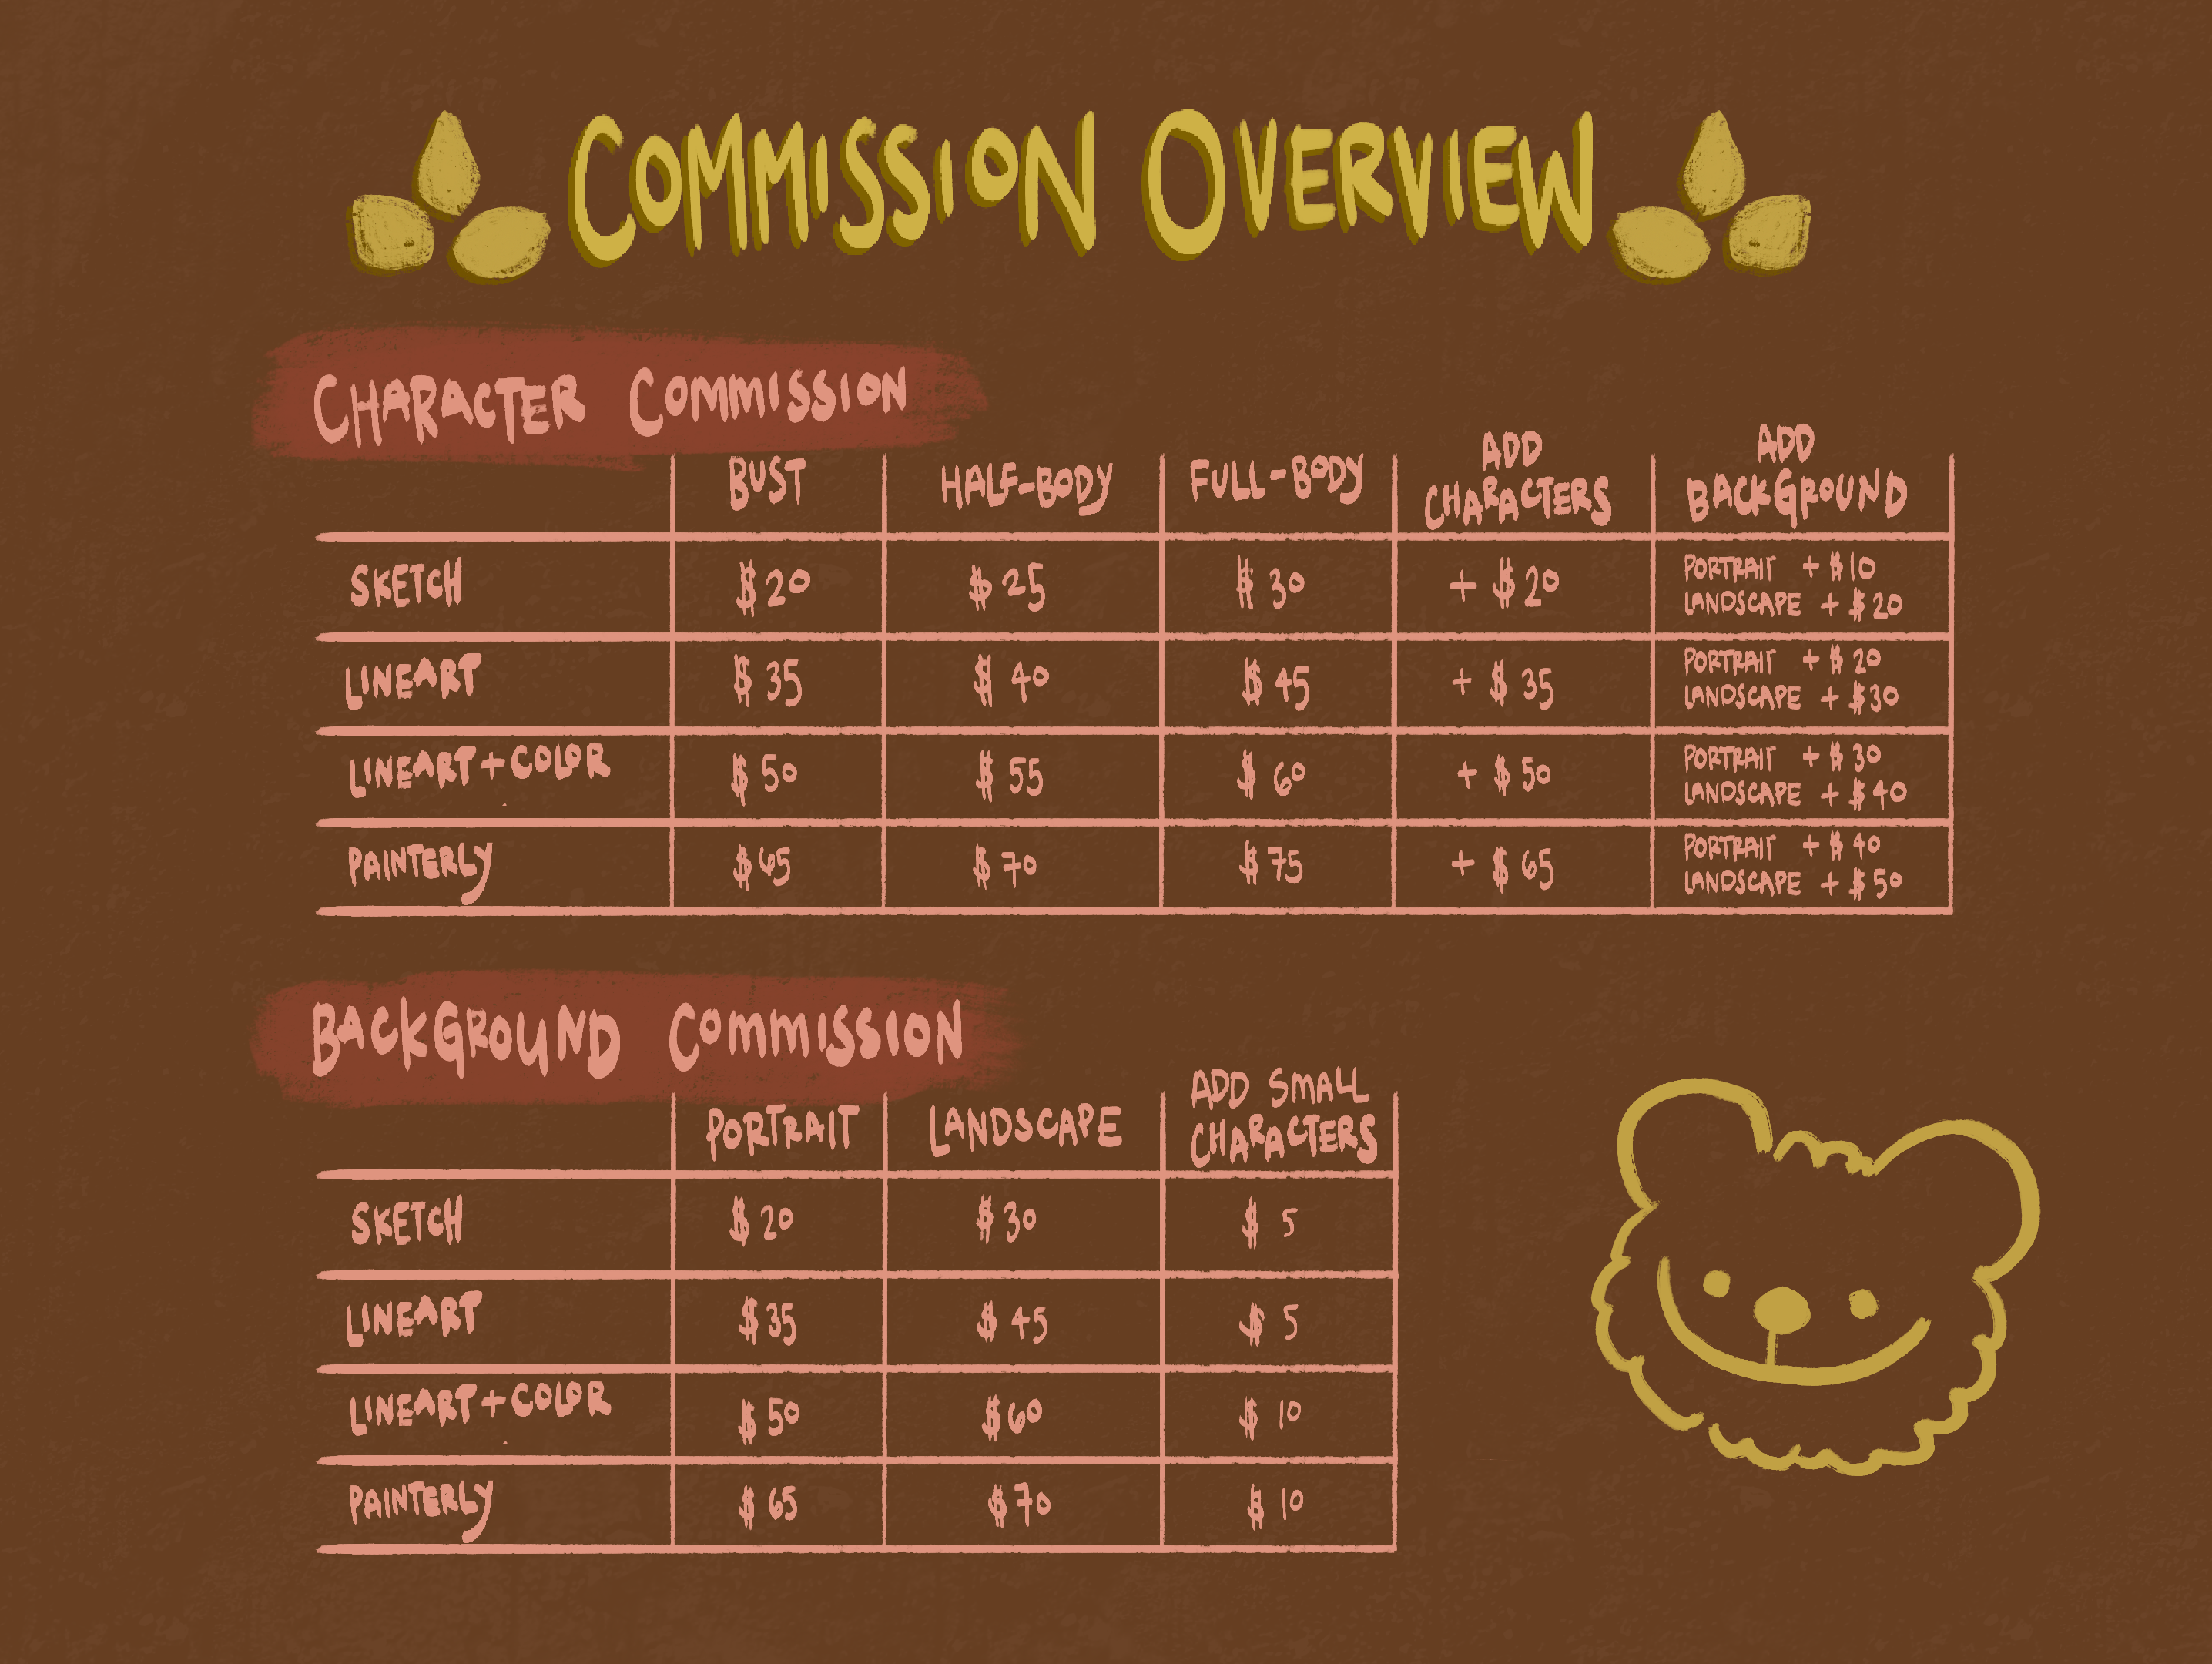 COMMISSION OVERVIEW
CHARACTER COMMISSION
BUST HALF-BODY FULL-BODY ADD CHARACTERS ADD BACKGROUND
SKETCH $20 $25 $30 + $20 PORTRAIT + $10
LANDSCAPE + $20
LINEART $35 $40 $45 + $35 PORTRAIT + $20
LANDSCAPE + $30
LINEART+COLOR $50 $55 $60 + $50 PORTRAIT + $30
LANDSCAPE + $40
PAINTERLY $65 $70 $75 + $65 PORTRAIT + $40
LANDSCAPE + $50
BACKGROUND COMMISSION
PORTRAIT LANDSCAPE ADD SMALL CHARACTERS
SKETCH $20 $30 $5
LINEART $35 $45 $5
LINEART+COLOR $50 $60 $10
PAINTERLY $65 $70 $10